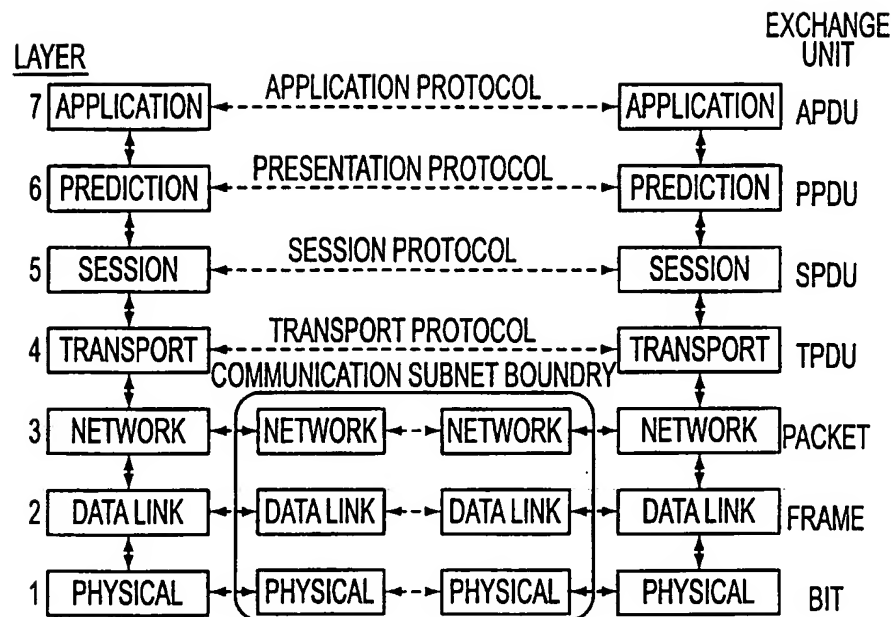 LAYER
EXCHANGE
UNIT
7 APPLICATION APPLICATION PROTOCOL APPLICATION APDU
6 PREDICTION PRESENTATION PROTOCOL PREDICTION PPDU
5 SESSION SESSION PROTOCOL SESSION SPDU
4 TRANSPORT TRANSPORT PROTOCOL TRANSPORT TPDU
COMMUNICATION SUBNET BOUNDRY
3 NETWORK NETWORK NETWORK NETWORK PACKET
2 DATA LINK DATA LINK DATA LINK DATA LINK FRAME
1 PHYSICAL PHYSICAL PHYSICAL PHYSICAL BIT